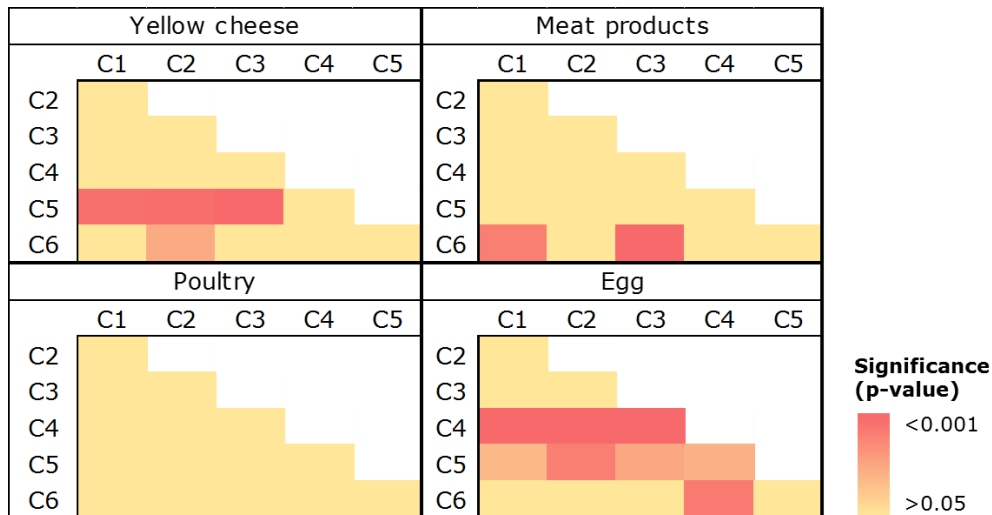 Yellow cheese
C1 C2 C3 C4 C5
C2
C3
C4
C5
C6
Meat products
C1 C2 C3 C4 C5
C2
C3
C4
C5
C6
Poultry
C1 C2 C3 C4 C5
C2
C3
C4
C5
C6
Egg
C1 C2 C3 C4 C5
C2
C3
C4
C5
C6
Significance
(p-value)
<0.001
>0.05